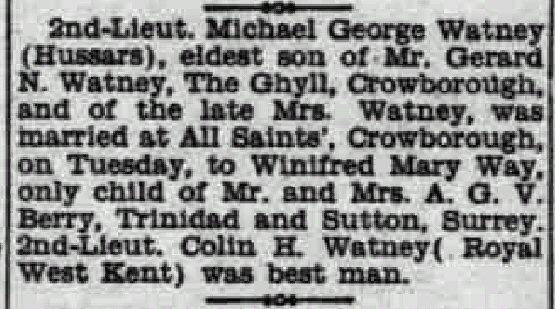 2nd-Lieut. Michael George Watney
(Hussars), eldest son of Mr. Gerard
N. Watney, The Ghyll, Crowborough,
and of the late Mrs. Watney, was
married at All Saints', Crowborough,
on Tuesday, to Winifred Mary Way,
only child of Mr. and Mrs. A. G. V.
Berry, Trinidad and Sutton, Surrey.
2nd-Lieut. Colin H. Watney( Royal
West Kent) was best man.